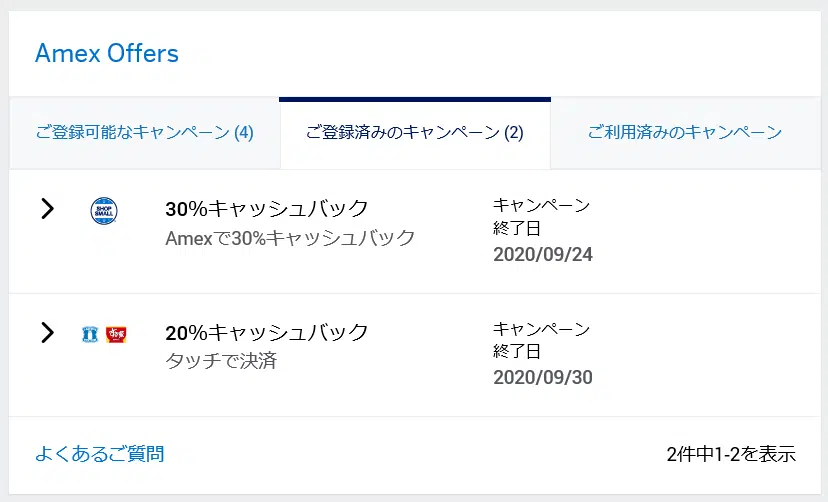 Amex Offers
ご登録可能なキャンペーン (4)
ご登録済みのキャンペーン (2)
ご利用済みのキャンペーン
SHOP
SMALL
30%キャッシュバック
Amexで30%キャッシュバック
キャンペーン
終了日
2020/09/24
すき家
20%キャッシュバック
タッチで決済
キャンペーン
終了日
2020/09/30
よくあるご質問
2件中1-2を表示